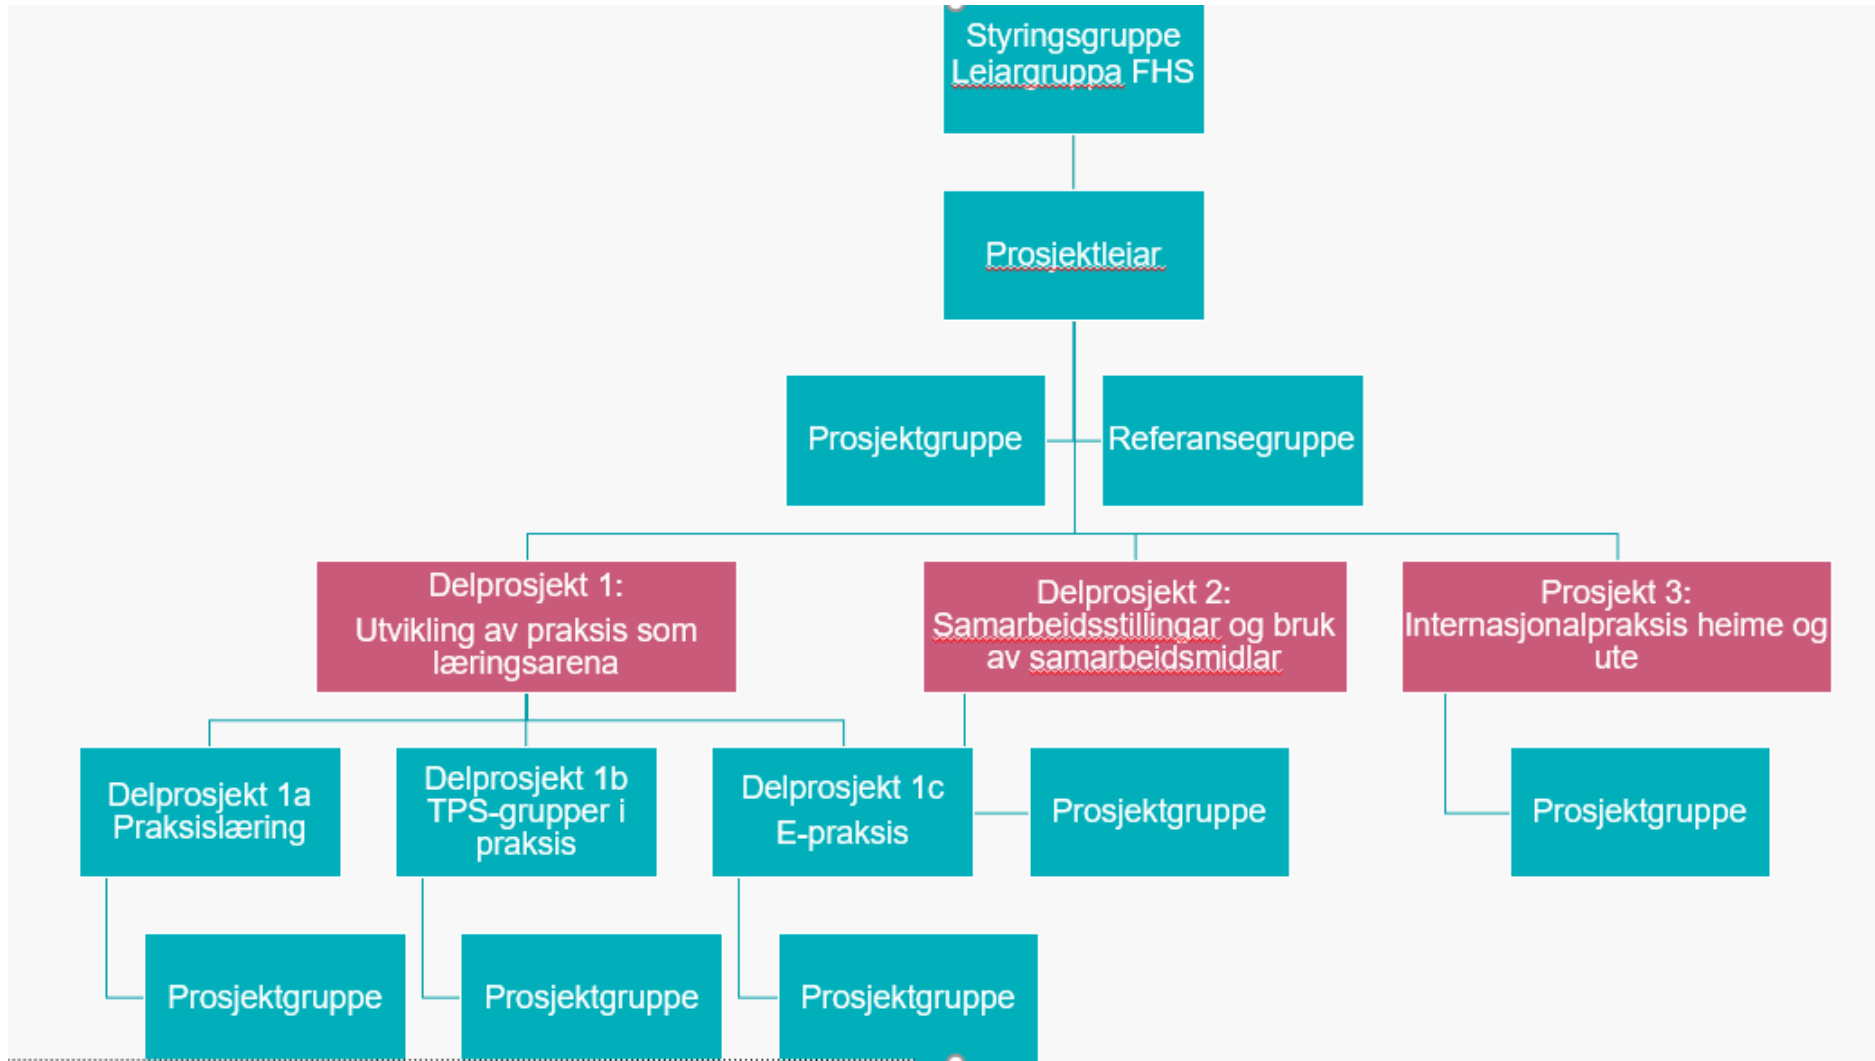 Styringsgruppe
Leiargruppa FHS
Prosjektleiar
Prosjektgruppe
Referansegruppe
Delprosjekt 1:
Utvikling av praksis som
læringsarena
Delprosjekt 2:
Samarbeidsstillingar og bruk
av samarbeidsmidlar
Prosjekt 3:
Internasjonalpraksis heime og
ute
Delprosjekt 1a
Praksislæring
Delprosjekt 1b
TPS-grupper i
praksis
Delprosjekt 1c
E-praksis
Prosjektgruppe
Prosjektgruppe
Prosjektgruppe
Prosjektgruppe
Prosjektgruppe